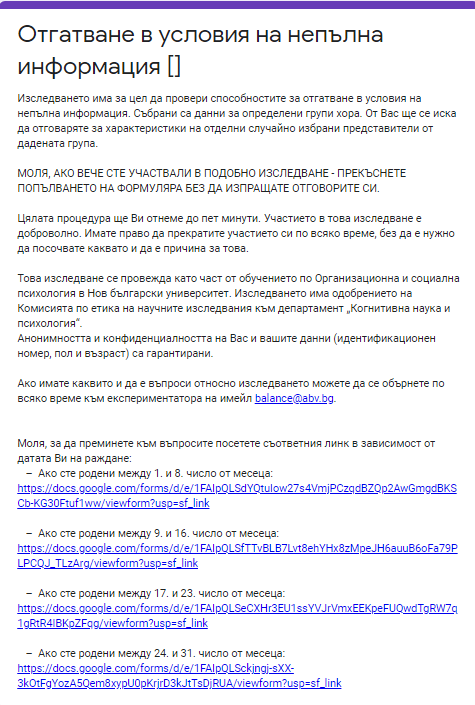 Отгатване в условия на непълна
информация []
Изследването има за цел да провери способностите за отгатване в условия на
непълна информация. Събрани са данни за определени групи хора. От Вас ще се иска
да отговаряте за характеристики на отделни случайно избрани представители от
дадената група.
МОЛЯ, АКО ВЕЧЕ СТЕ УЧАСТВАЛИ В ПОДОБНО ИЗСЛЕДВАНЕ - ПРЕКЪСНЕТЕ
ПОПЪЛВАНЕТО НА ФОРМУЛЯРА БЕЗ ДА ИЗПРАЩАТЕ ОТГОВОРИТЕ СИ.
Цялата процедура ще Ви отнеме до пет минути. Участието в това изследване е
доброволно. Имате право да прекратите участието си по всяко време, без да е нужно
да посочвате каквато и да е причина за това.
Това изследване се провежда като част от обучението по Организационна и социална
психология в Нов български университет. Изследването има одобрението на
Комисията по етика на научните изследвания към департамент „Когнитивна наука и
психология“.
Анонимността и конфиденциалността на Вас и вашите данни (идентификационен
номер, пол и възраст) са гарантирани.
Ако имате каквито и да е въпроси относно изследването можете да се обърнете по
всяко време към експериментатора на имейл balance@abv.bg.
Моля, за да преминете към въпросите посетете съответния линк в зависимост от
датата Ви на раждане:
– Ако сте родени между 1. и 8. число от месеца:
https://docs.google.com/forms/d/e/1FAIpQLSdYQtulow27s4VmjPCzqdBZQp2AwGmgdBKS
Cb-KG30Ftuf1ww/viewform?usp=sf_link
– Ако сте родени между 9. и 16. число от месеца:
https://docs.google.com/forms/d/e/1FAIpQLSfTTvBLB7Lvt8ehYHx8zMpeJH6auuB6oFa79P
LPCQJ_TLzArg/viewform?usp=sf_link
– Ако сте родени между 17. и 23. число от месеца:
https://docs.google.com/forms/d/e/1FAIpQLSeCXHr3EU1ssYVJrVmxEEKpeFUQwdTgRW7q
1gRtR4IBKpZFqg/viewform?usp=sf_link
– Ако сте родени между 24. и 31. число от месеца:
https://docs.google.com/forms/d/e/1FAIpQLSckjngj-sXX-
3kOtFgYozA5Qem8xypU0pKrjrD3kJtTsDjRUA/viewform?usp=sf_link